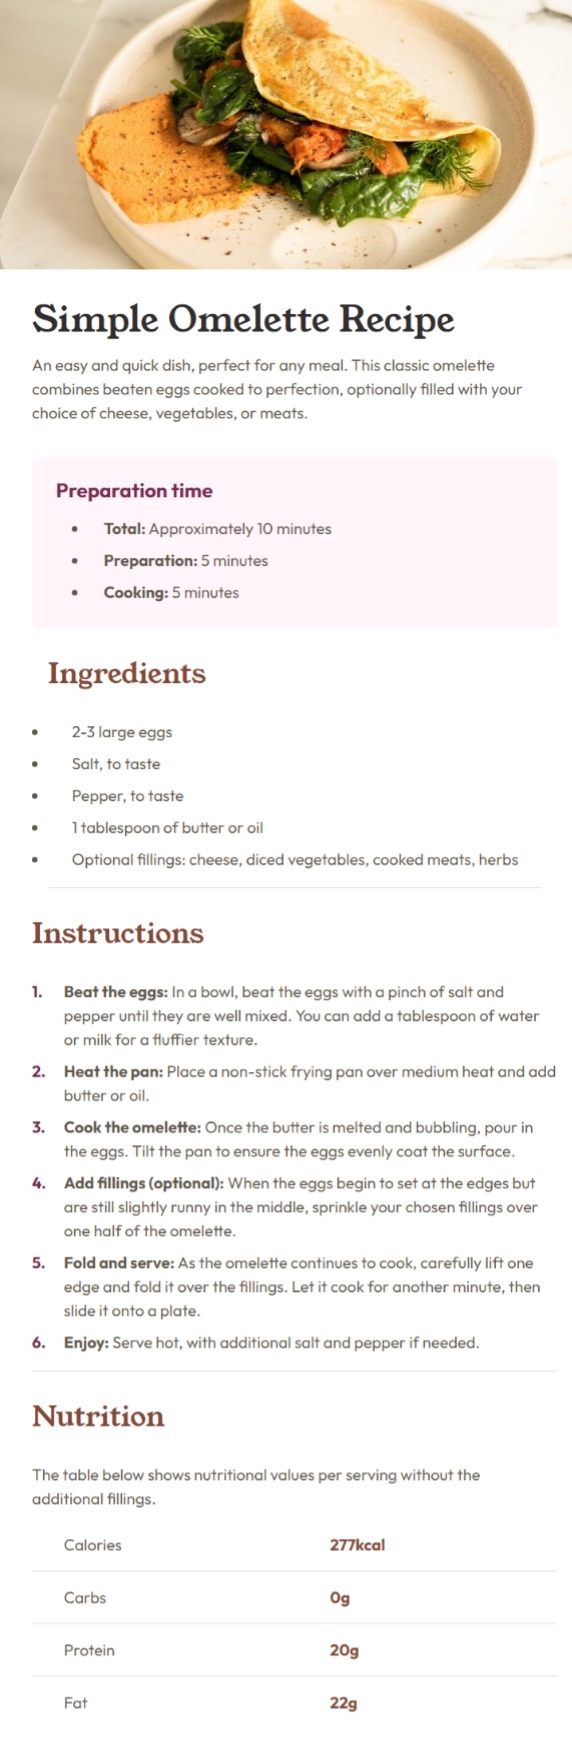 Simple Omelette Recipe
An easy and quick dish, perfect for any meal. This classic omelette
combines beaten eggs cooked to perfection, optionally filled with your
choice of cheese, vegetables, or meats.
Preparation time
• Total: Approximately 10 minutes
• Preparation: 5 minutes
• Cooking: 5 minutes
Ingredients
• 2-3 large eggs
• Salt, to taste
• Pepper, to taste
• 1 tablespoon of butter or oil
• Optional fillings: cheese, diced vegetables, cooked meats, herbs
Instructions
1. Beat the eggs: In a bowl, beat the eggs with a pinch of salt and
pepper until they are well mixed. You can add a tablespoon of water
or milk for a fluffier texture.
2. Heat the pan: Place a non-stick frying pan over medium heat and add
butter or oil.
3. Cook the omelette: Once the butter is melted and bubbling, pour in
the eggs. Tilt the pan to ensure the eggs evenly coat the surface.
4. Add fillings (optional): When the eggs begin to set at the edges but
are still slightly runny in the middle, sprinkle your chosen fillings over
one half of the omelette.
5. Fold and serve: As the omelette continues to cook, carefully lift one
edge and fold it over the fillings. Let it cook for another minute, then
slide it onto a plate.
6. Enjoy: Serve hot, with additional salt and pepper if needed.
Nutrition
The table below shows nutritional values per serving without the
additional fillings.
Calories 277kcal
Carbs 0g
Protein 20g
Fat 22g